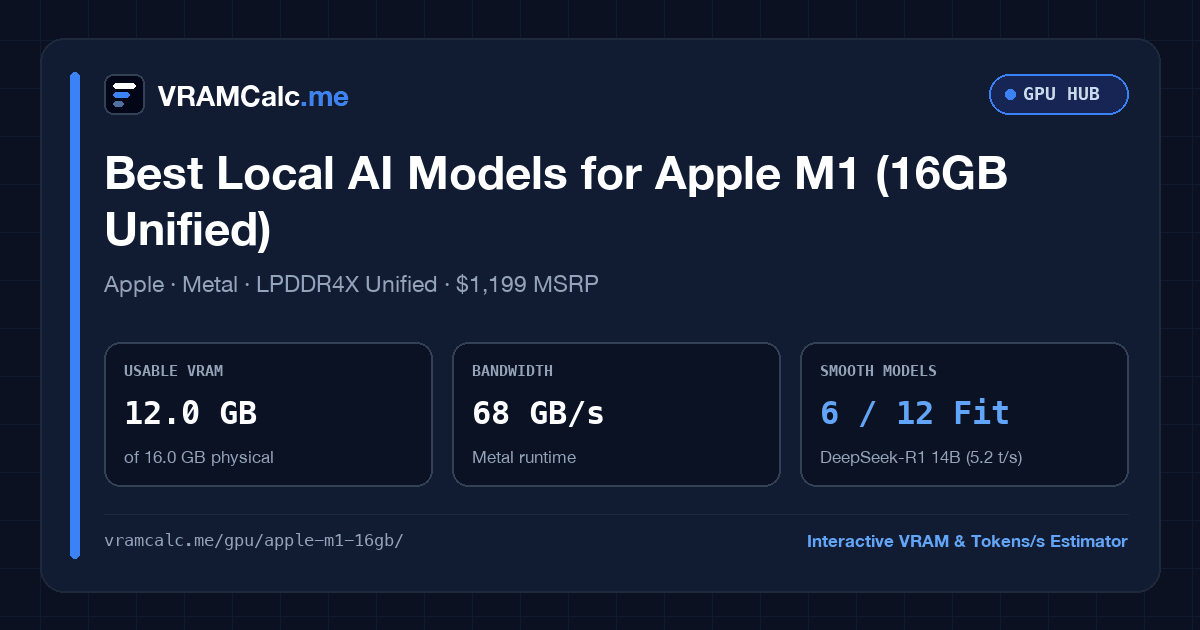 VRAMCalc.me
GPU HUB
Best Local AI Models for Apple M1 (16GB
Unified)
Apple · Metal · LPDDR4X Unified · $1,199 MSRP
USABLE VRAM
12.0 GB
of 16.0 GB physical
BANDWIDTH
68 GB/s
Metal runtime
SMOOTH MODELS
6 / 12 Fit
DeepSeek-R1 14B (5.2 t/s)
vramcalc.me/gpu/apple-m1-16gb/
Interactive VRAM & Tokens/s Estimator